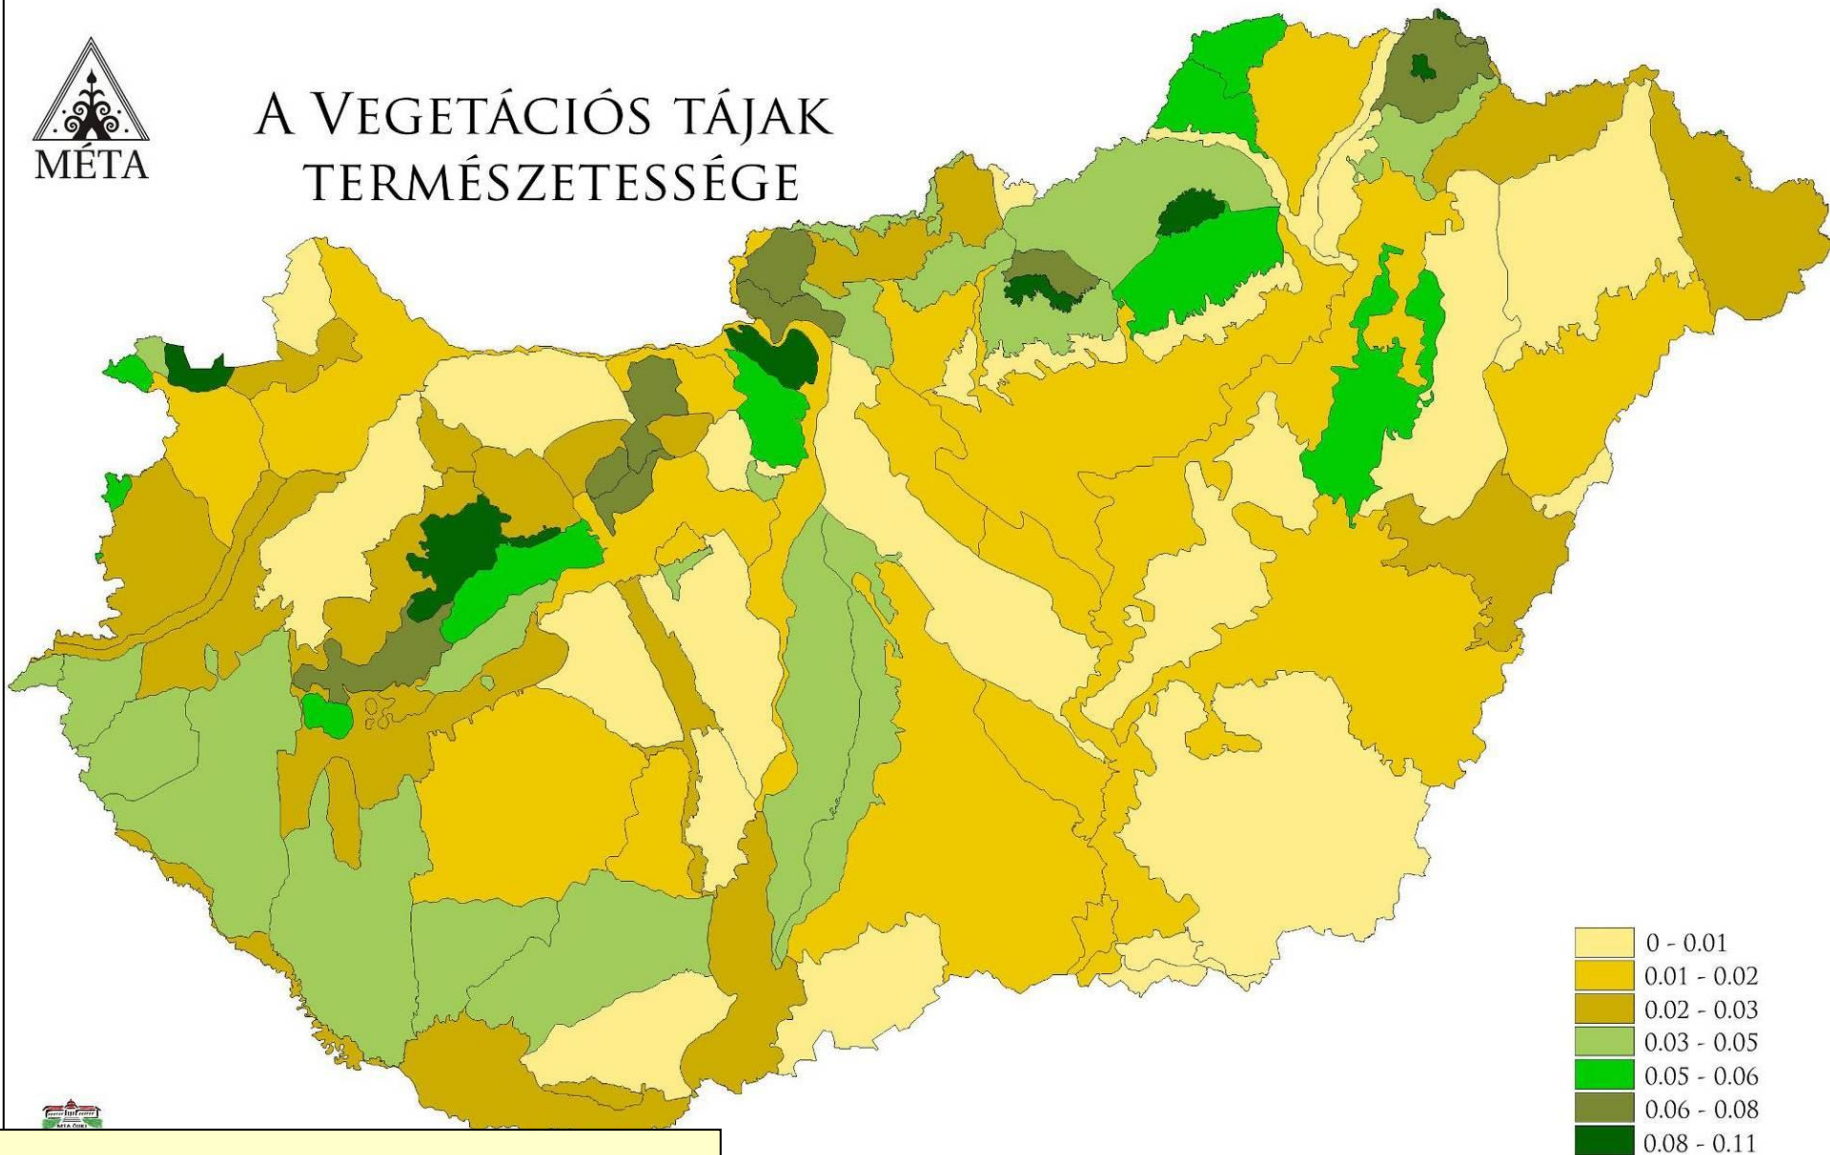 MÉTA
A VEGETÁCIÓS TÁJAK
TERMÉSZETESSÉGE
0 - 0.01
0.01 - 0.02
0.02 - 0.03
0.03 - 0.05
0.05 - 0.06
0.06 - 0.08
0.08 - 0.11